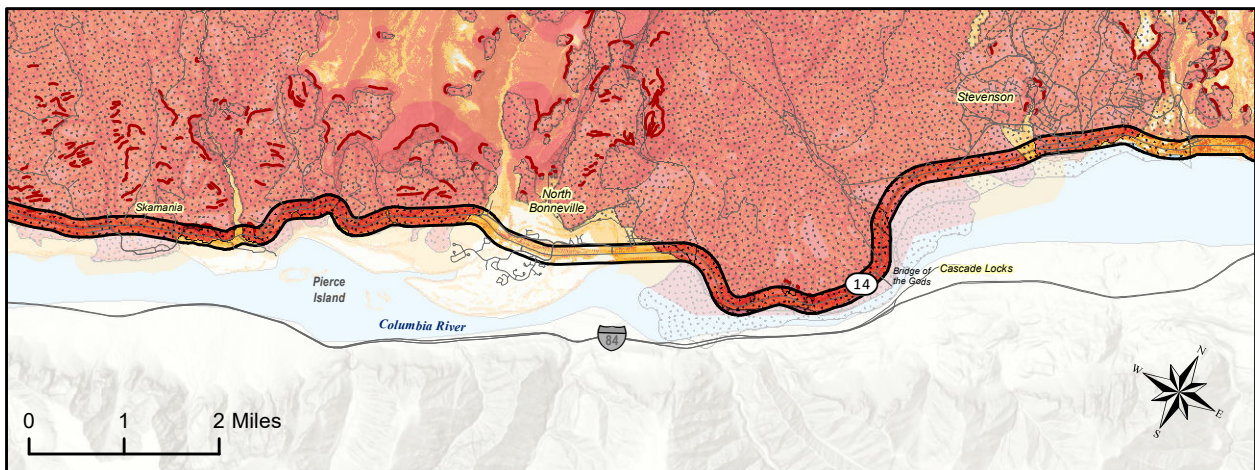 Stevenson
Skamania
North
Bonneville
Bridge of
the Gods
Cascade Locks
14
Pierce
Island
Columbia River
84
0 1 2 Miles
N
W
E
S